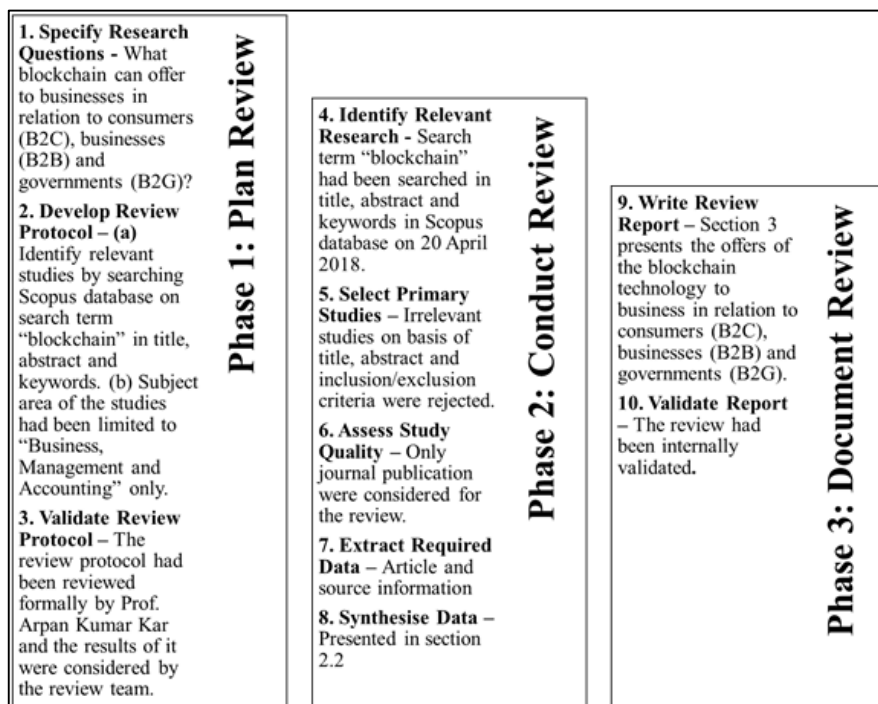 1. Specify Research
Questions - What
blockchain can offer
to businesses in
relation to consumers
(B2C), businesses
(B2B) and
governments (B2G)?
2. Develop Review
Protocol – (a)
Identify relevant
studies by searching
Scopus database on
search term
“blockchain” in title,
abstract and
keywords. (b) Subject
area of the studies
had been limited to
“Business,
Management and
Accounting” only.
3. Validate Review
Protocol – The
review protocol had
been reviewed
formally by Prof.
Arpan Kumar Kar
and the results of it
were considered by
the review team.
Phase 1: Plan Review
4. Identify Relevant
Research - Search
term “blockchain”
had been searched in
title, abstract and
keywords in Scopus
database on 20 April
2018.
5. Select Primary
Studies – Irrelevant
studies on basis of
title, abstract and
inclusion/exclusion
criteria were rejected.
6. Assess Study
Quality – Only
journal publication
were considered for
the review.
7. Extract Required
Data – Article and
source information
8. Synthesise Data –
Presented in section
2.2
Phase 2: Conduct Review
9. Write Review
Report – Section 3
presents the offers of
the blockchain
technology to
business in relation to
consumers (B2C),
businesses (B2B) and
governments (B2G).
10. Validate Report
– The review had
been internally
validated.
Phase 3: Document Review